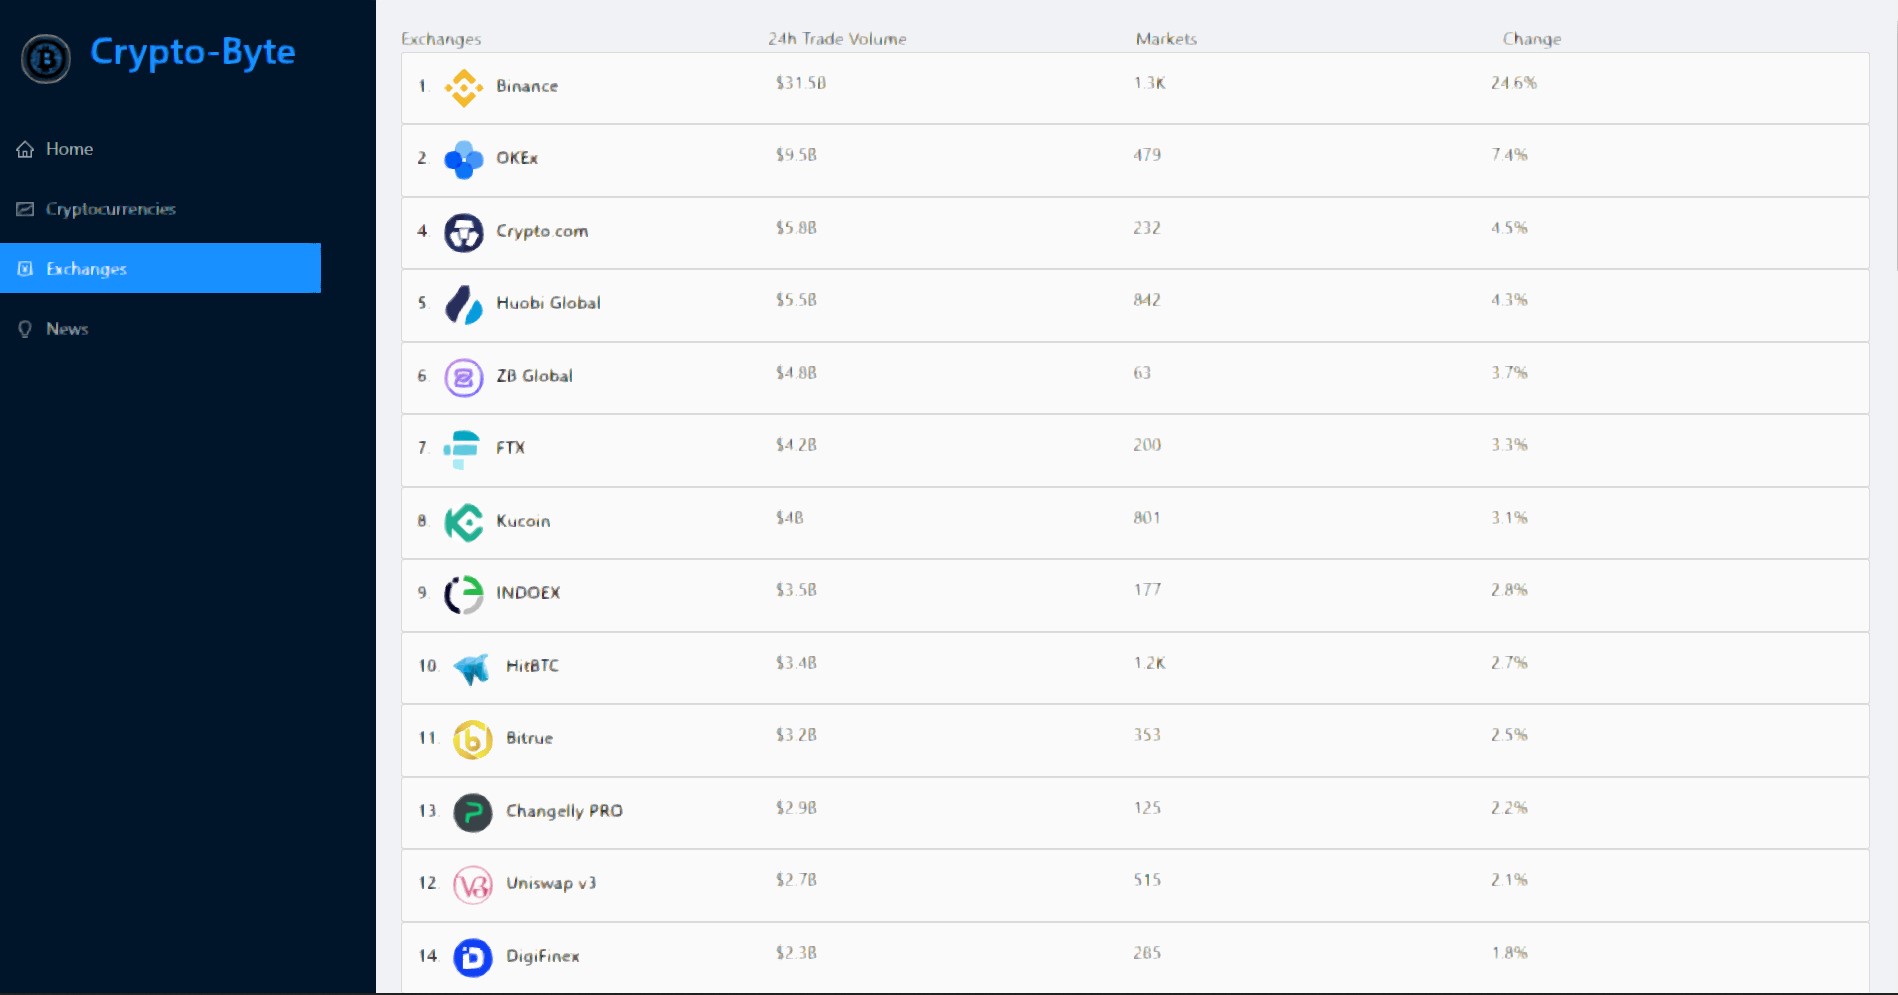 Crypto-Byte
Home
Cryptocurrencies
Exchanges
News
Exchanges 24h Trade Volume Markets Change
1. Binance $31.5B 1.3K 24.6%
2. OKEx $9.5B 479 7.4%
4. Crypto.com $5.8B 232 4.5%
5. Huobi Global $5.5B 842 4.3%
6. ZB Global $4.8B 63 3.7%
7. FTX $4.2B 200 3.3%
8. Kucoin $4B 801 3.1%
9. INDOEX $3.5B 177 2.8%
10. HitBTC $3.4B 1.2K 2.7%
11. Bitrue $3.2B 353 2.5%
13. Changelly PRO $2.9B 125 2.2%
12. Uniswap v3 $2.7B 515 2.1%
14. DigiFinex $2.3B 285 1.8%